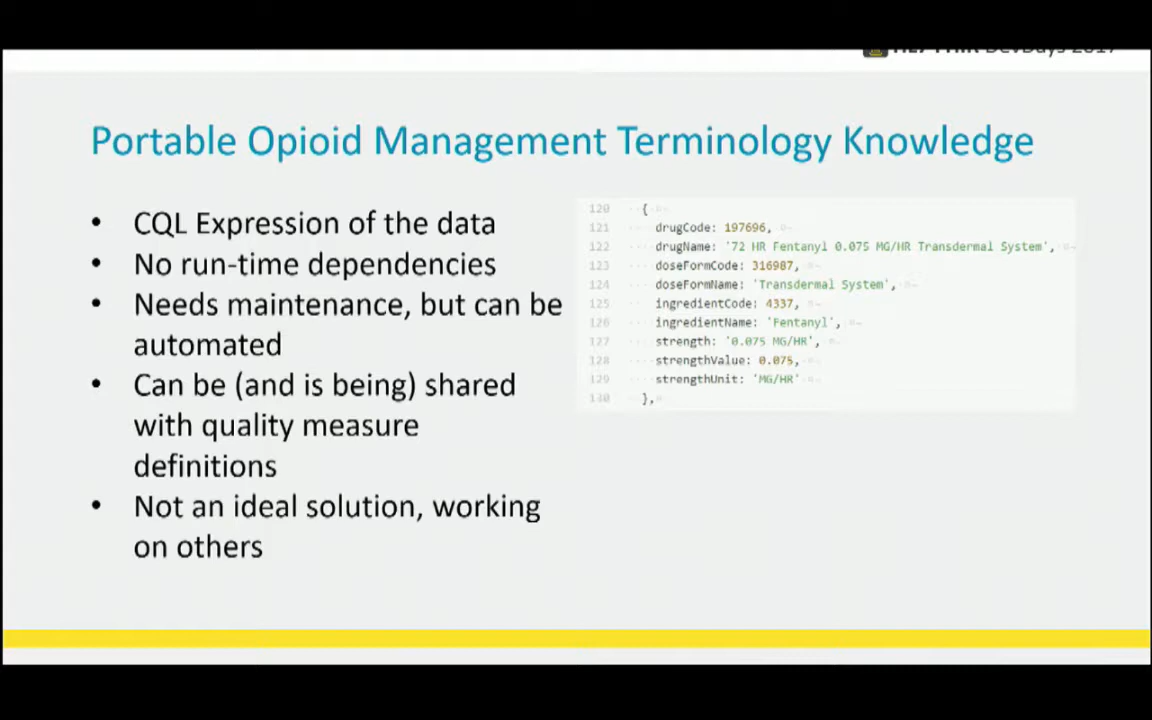 HL7 FHIR DevDays 2017
Portable Opioid Management Terminology Knowledge
• CQL Expression of the data
• No run-time dependencies
• Needs maintenance, but can be
automated
• Can be (and is being) shared
with quality measure
definitions
• Not an ideal solution, working
on others
120 {
121 drugCode: 197696,
122 drugName: '72 HR Fentanyl 0.075 MG/HR Transdermal System',
123 doseFormCode: 316987,
124 doseFormName: 'Transdermal System',
125 ingredientCode: 4337,
126 ingredientName: 'Fentanyl',
127 strength: '0.075 MG/HR',
128 strengthValue: 0.075,
129 strengthUnit: 'MG/HR'
130 },